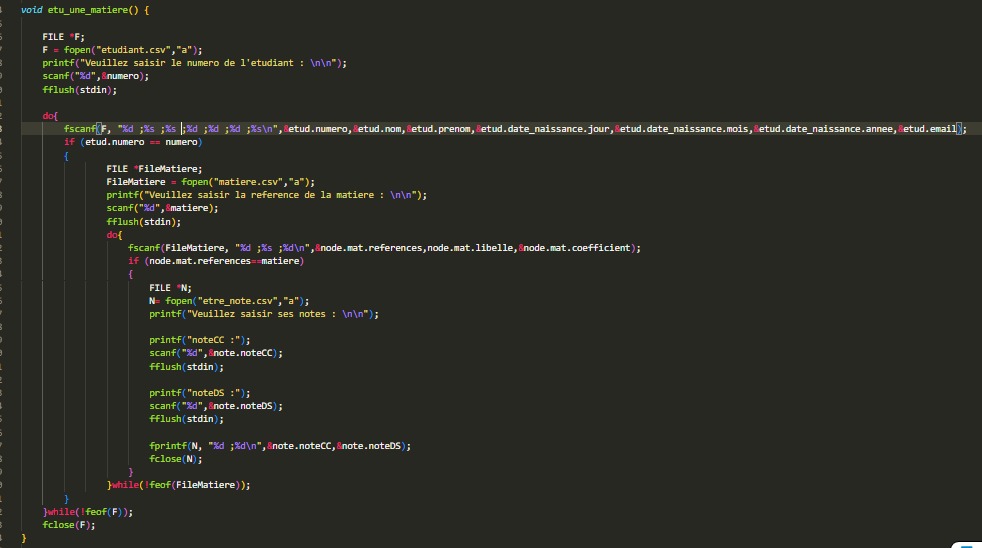 void etu_une_matiere() {
FILE *F;
F = fopen("etudiant.csv","a");
printf("Veuillez saisir le numero de l'etudiant : \n\n");
scanf("%d",&numero);
fflush(stdin);
do{
fscanf(F, "%d ;%s ;%s ;%d ;%d ;%d ;%s\n",&etud.numero,&etud.nom,&etud.prenom,&etud.date_naissance.jour,&etud.date_naissance.mois,&etud.date_naissance.annee,&etud.email);
if (etud.numero == numero)
{
FILE *FileMatiere;
FileMatiere = fopen("matiere.csv","a");
printf("Veuillez saisir la reference de la matiere : \n\n");
scanf("%d",&matiere);
fflush(stdin);
do{
fscanf(FileMatiere, "%d ;%s ;%d\n",&node.mat.references,node.mat.libelle,&node.mat.coefficient);
if (node.mat.references==matiere)
{
FILE *N;
N= fopen("etre_note.csv","a");
printf("Veuillez saisir ses notes : \n\n");
printf("noteCC :");
scanf("%d",&note.noteCC);
fflush(stdin);
printf("noteDS :");
scanf("%d",&note.noteDS);
fflush(stdin);
fprintf(N, "%d ;%d\n",&note.noteCC,&note.noteDS);
fclose(N);
}
}while(!feof(FileMatiere));
}
}while(!feof(F));
fclose(F);
}